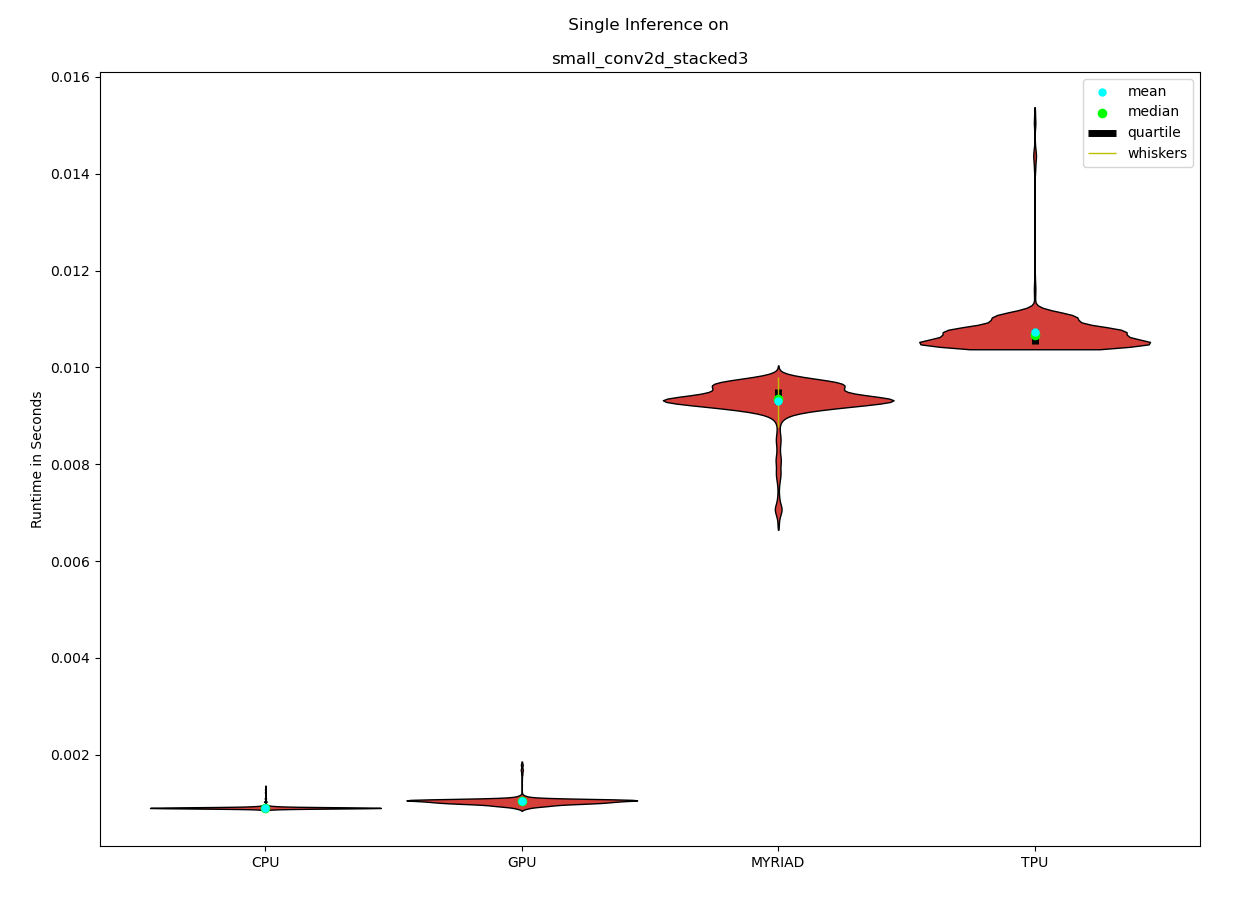 Single Inference on
small_conv2d_stacked3
mean
median
quartile
whiskers
Runtime in Seconds
0.016
0.014
0.012
0.010
0.008
0.006
0.004
0.002
CPU
GPU
MYRIAD
TPU